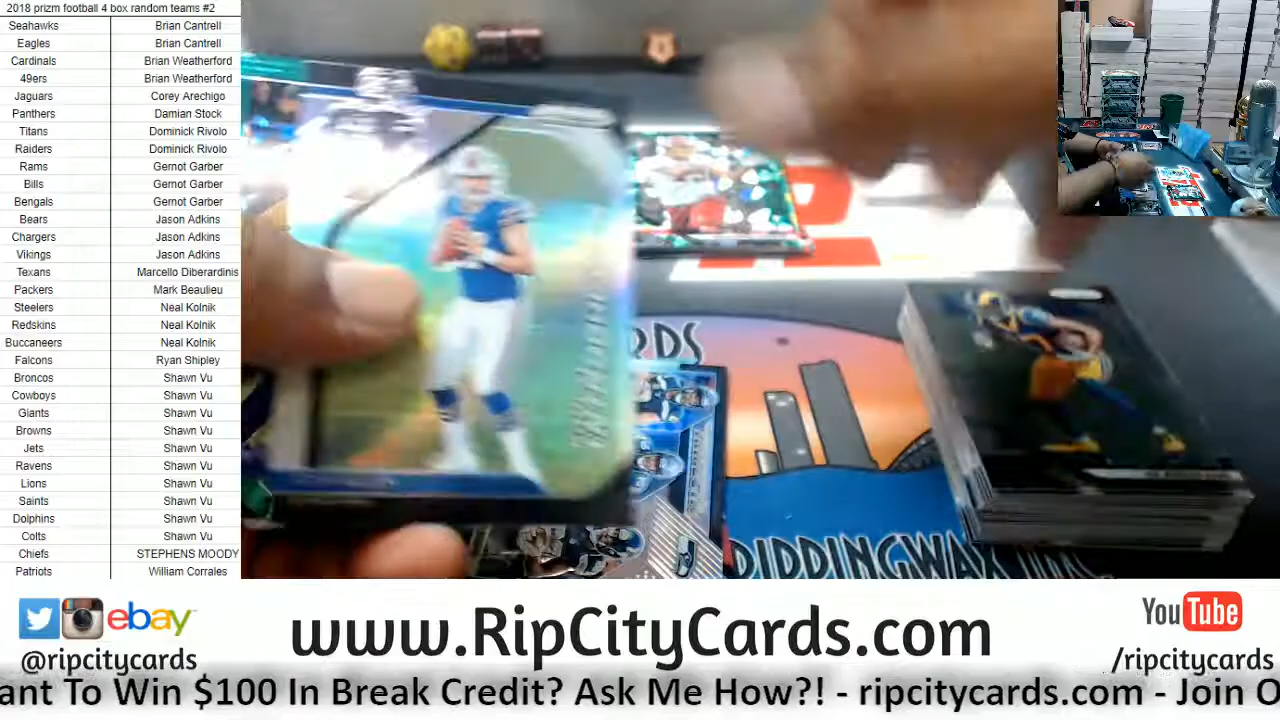 2018 prizm football 4 box random teams #2
Seahawks Brian Cantrell
Eagles Brian Cantrell
Cardinals Brian Weatherford
49ers Brian Weatherford
Jaguars Corey Arechigo
Panthers Damian Stock
Titans Dominick Rivolo
Raiders Dominick Rivolo
Rams Gernot Garber
Bills Gernot Garber
Bengals Gernot Garber
Bears Jason Adkins
Chargers Jason Adkins
Vikings Jason Adkins
Texans Marcello Diberardinis
Packers Mark Beaulieu
Steelers Neal Kolnik
Redskins Neal Kolnik
Buccaneers Neal Kolnik
Falcons Ryan Shipley
Broncos Shawn Vu
Cowboys Shawn Vu
Giants Shawn Vu
Browns Shawn Vu
Jets Shawn Vu
Ravens Shawn Vu
Lions Shawn Vu
Saints Shawn Vu
Dolphins Shawn Vu
Colts Shawn Vu
Chiefs STEPHENS MOODY
Patriots William Corrales
RIPPINGWAX
ebay
@ripcitycards
www.RipCityCards.com
YouTube
/ripcitycards
ant To Win $100 In Break Credit? Ask Me How?! - ripcitycards.com - Join O